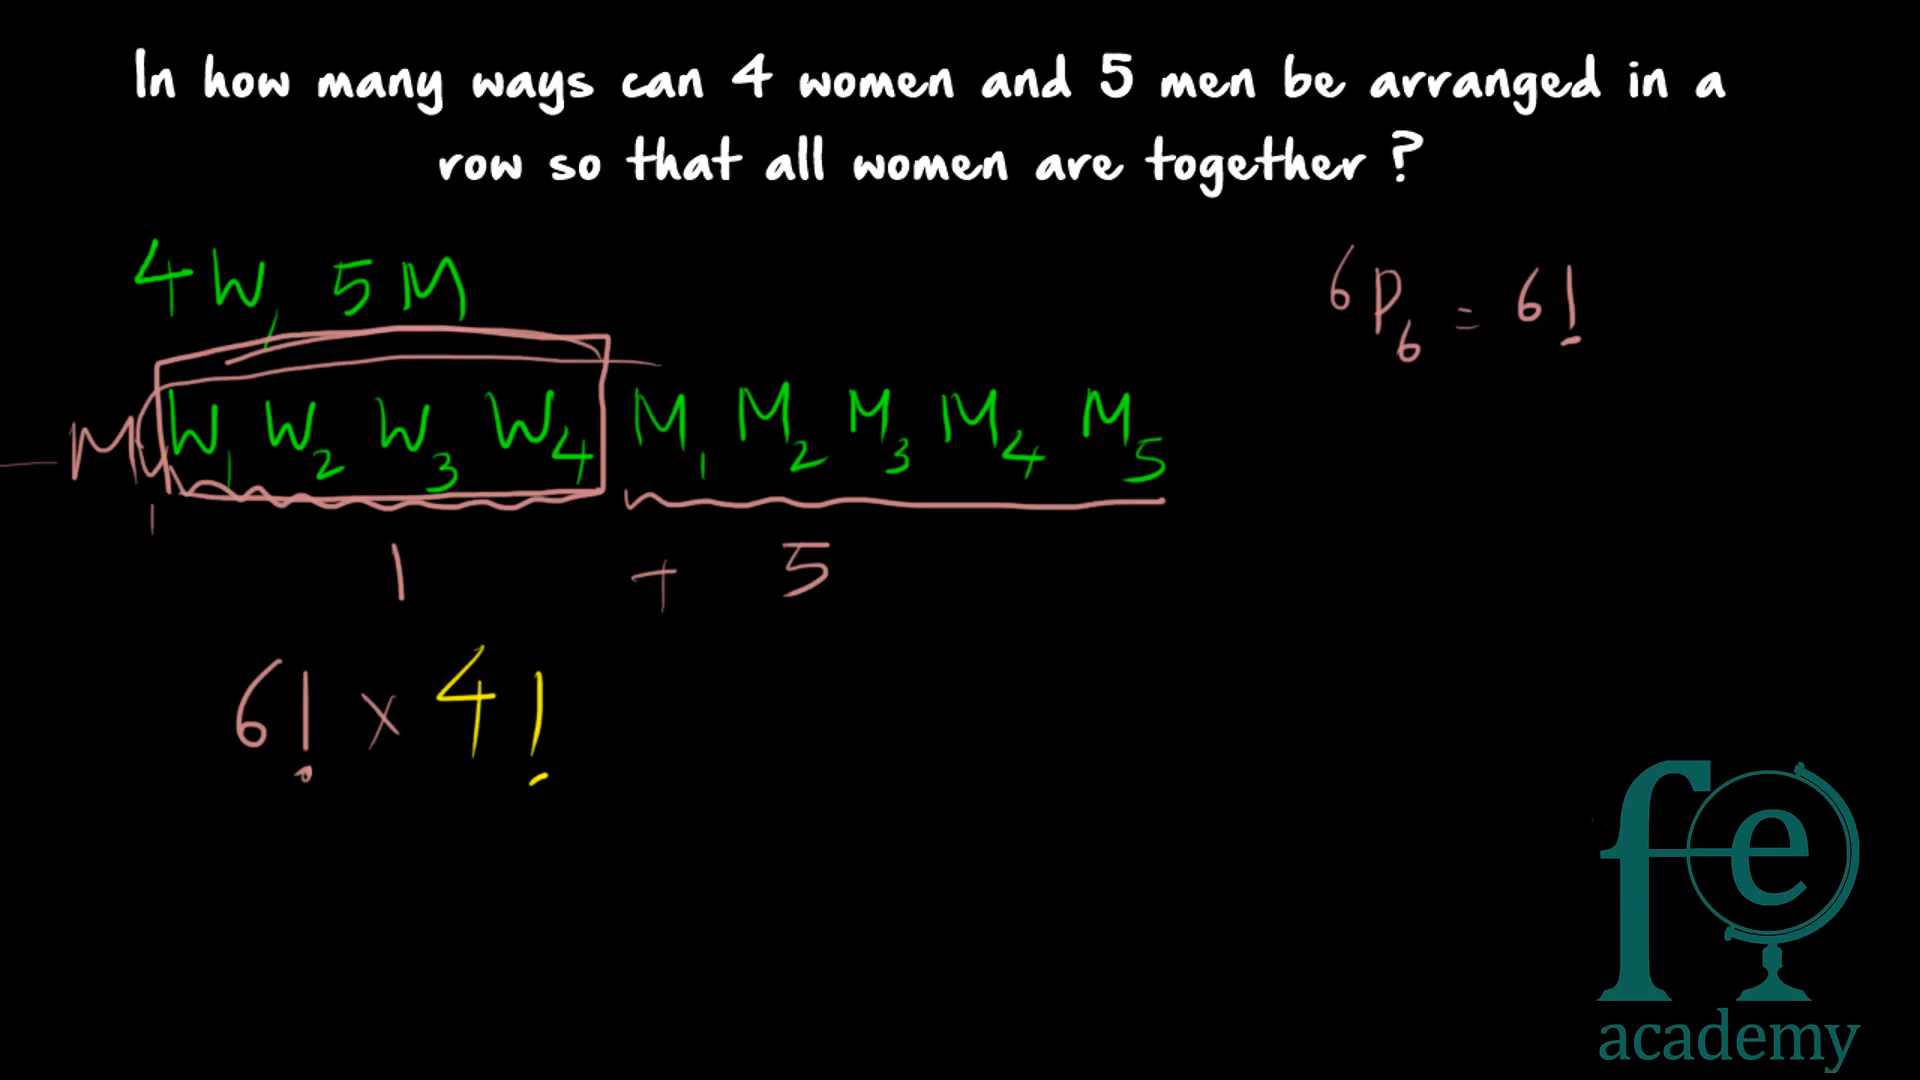 In how many ways can 4 women and 5 men be arranged in a
row so that all women are together ?
4W, 5M
6P6 = 6!
M1 W1 W2 W3 W4 M1 M2 M3 M4 M5
1 + 5
6! × 4!
fe
academy